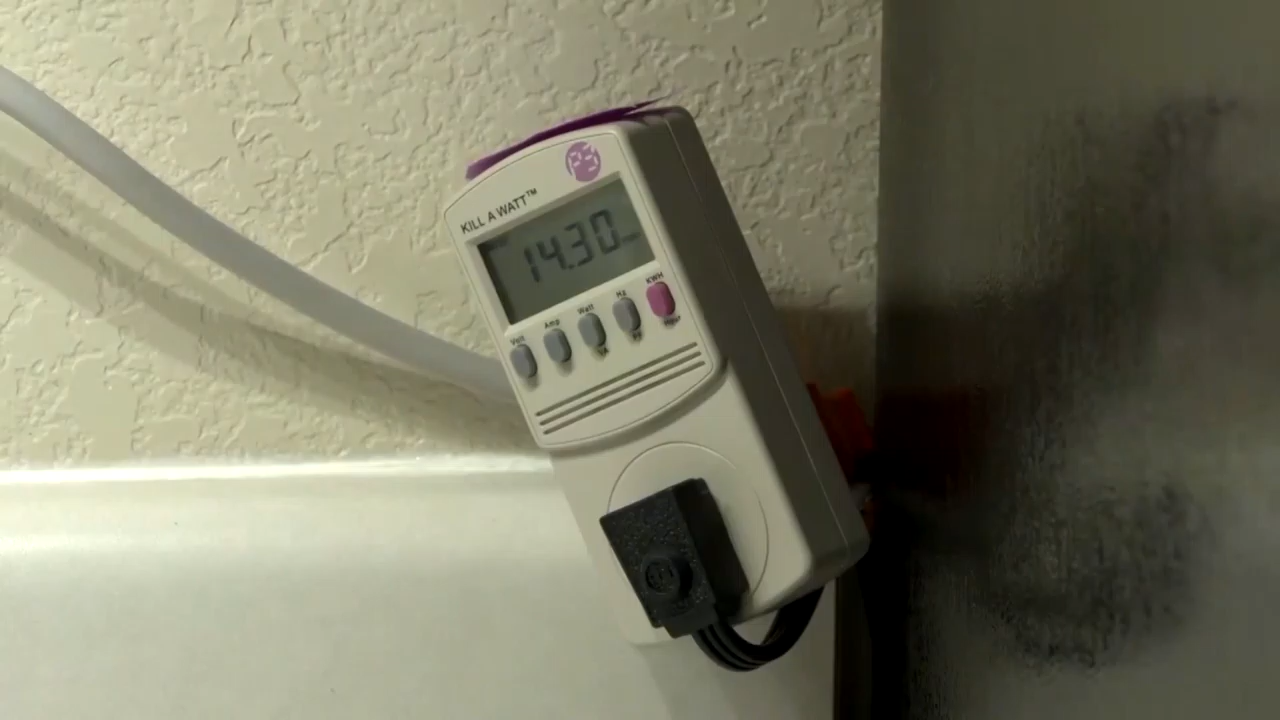 P3
KILL A WATT™
14.30
Volt Amp Watt Hz KWH
VA PF Hour